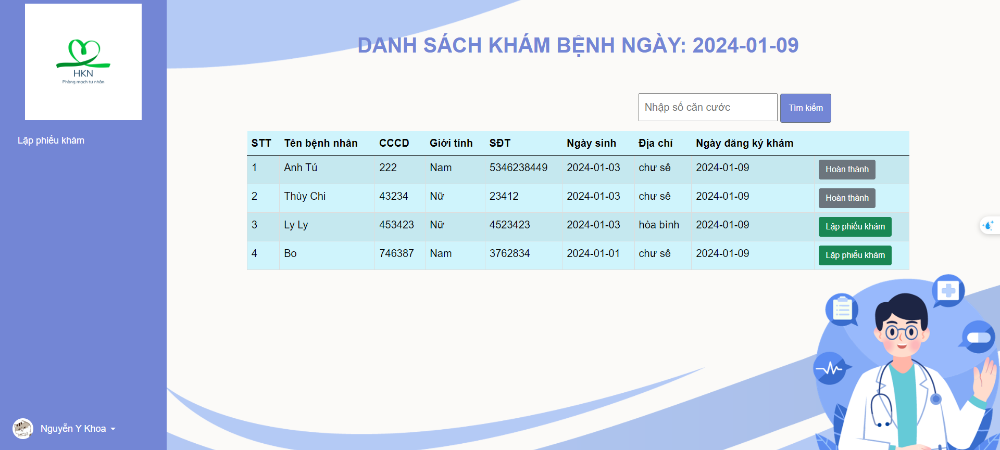 HKN
Phòng mạch tư nhân
Lập phiếu khám
Nguyễn Y Khoa
DANH SÁCH KHÁM BỆNH NGÀY: 2024-01-09
Nhập số căn cước Tìm kiếm
STT Tên bệnh nhân CCCD Giới tính SĐT Ngày sinh Địa chỉ Ngày đăng ký khám
1 Anh Tú 222 Nam 5346238449 2024-01-03 chư sê 2024-01-09 Hoàn thành
2 Thùy Chi 43234 Nữ 23412 2024-01-03 chư sê 2024-01-09 Hoàn thành
3 Ly Ly 453423 Nữ 4523423 2024-01-03 hòa bình 2024-01-09 Lập phiếu khám
4 Bo 746387 Nam 3762834 2024-01-01 chư sê 2024-01-09 Lập phiếu khám